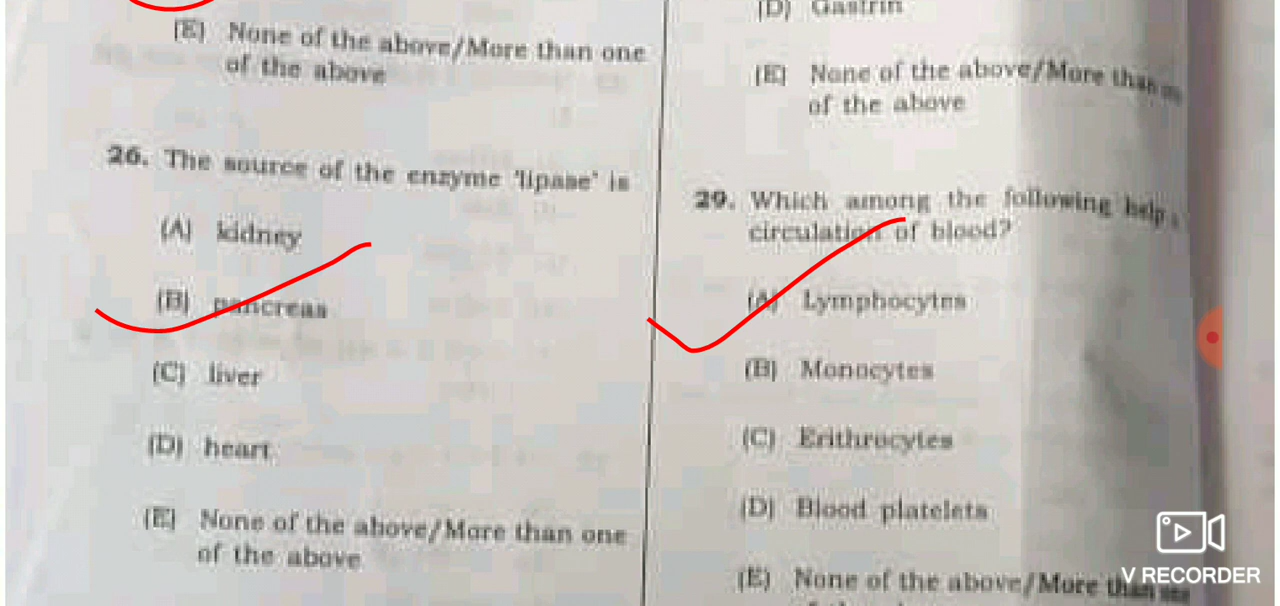 (E) None of the above/More than one
of the above
26. The source of the enzyme 'lipase' is
(A) kidney
(B) pancreas
(C) liver
(D) heart
(E) None of the above/More than one
of the above
(D) Gastrin
(E) None of the above/More than
of the above
29. Which among the following help
circulation of blood?
(A) Lymphocytes
(B) Monocytes
(C) Erithrocytes
(D) Blood platelets
(E) None of the above/More than
V RECORDER